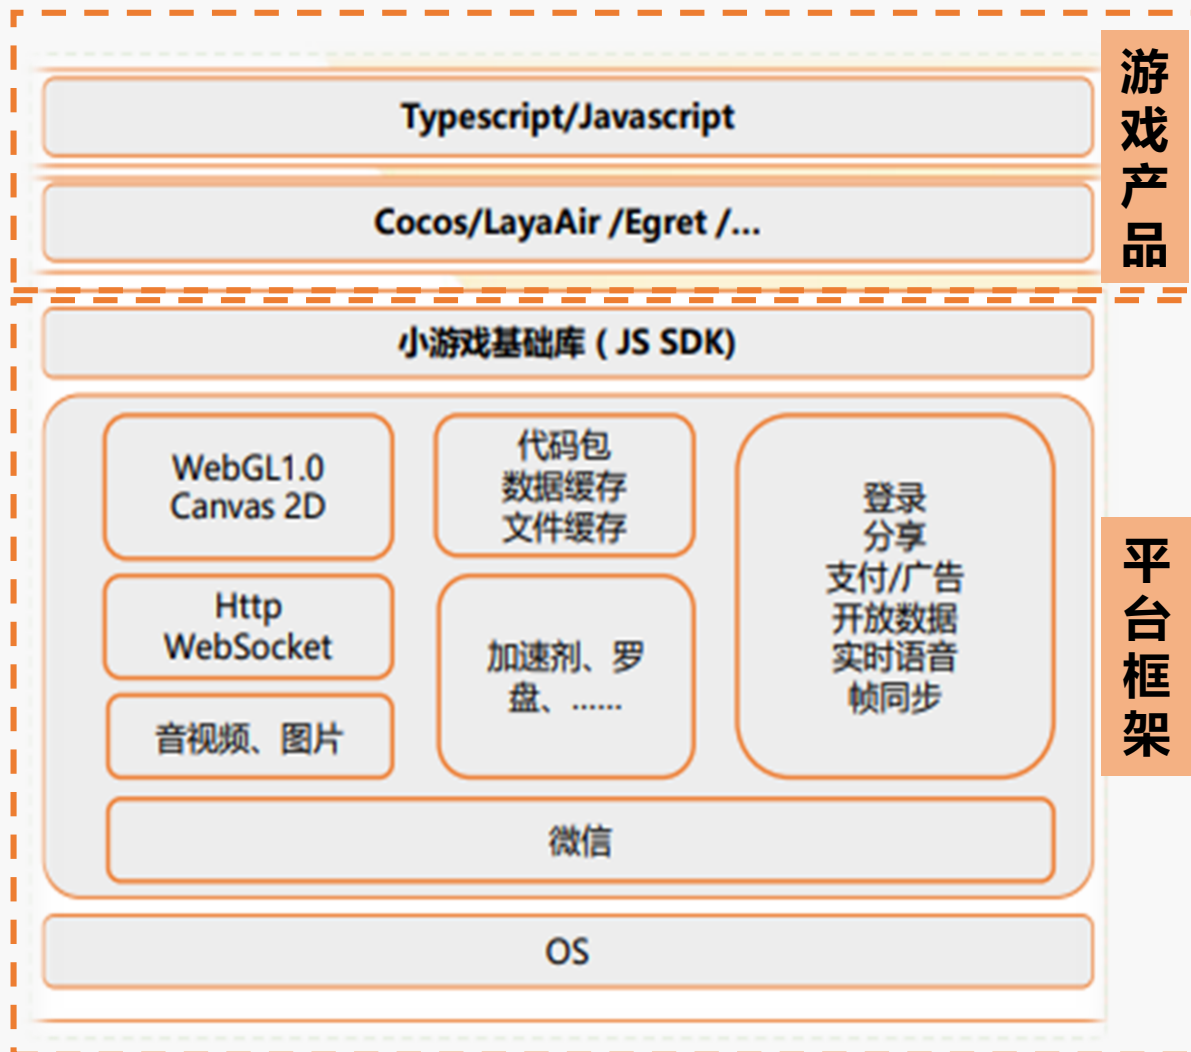 Typescript/Javascript
Cocos/LayaAir /Egret /...
游戏产品
小游戏基础库 ( JS SDK)
WebGL1.0
Canvas 2D
代码包
数据缓存
文件缓存
登录
分享
支付/广告
开放数据
实时语音
帧同步
Http
WebSocket
加速剂、罗
盘、......
音视频、图片
微信
平台框架
OS